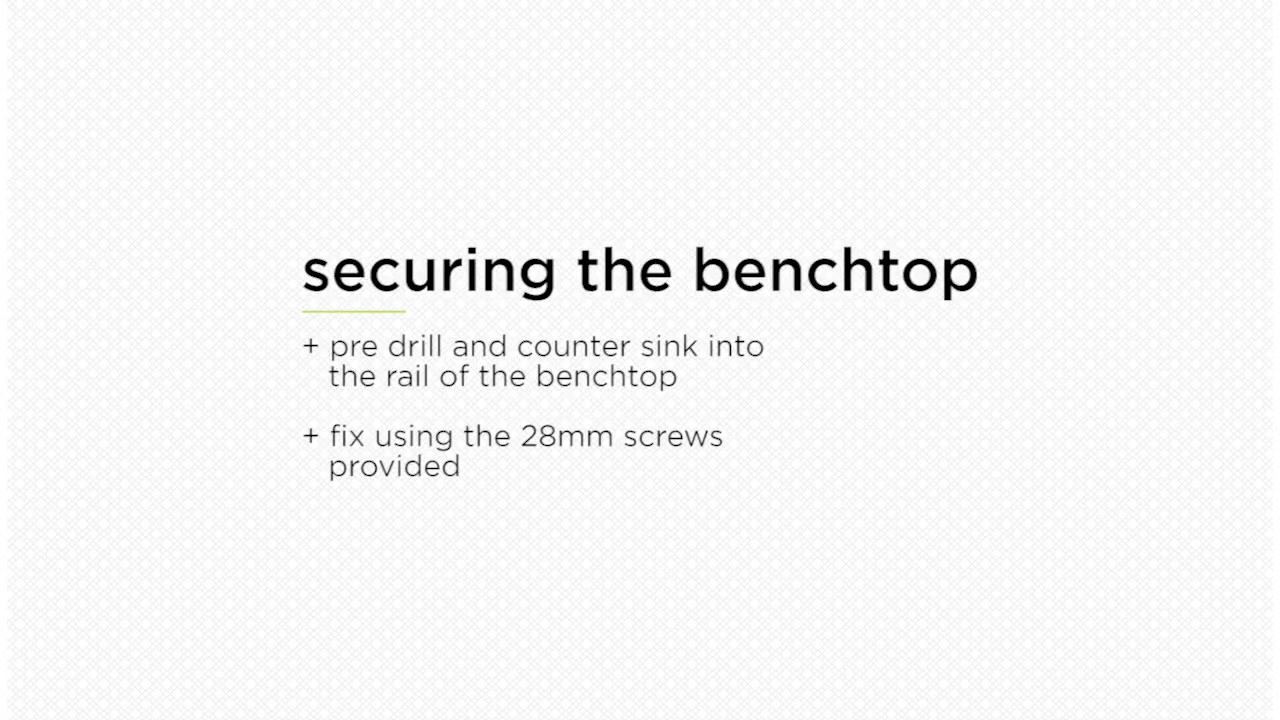 securing the benchtop
+ pre drill and counter sink into
the rail of the benchtop
+ fix using the 28mm screws
provided